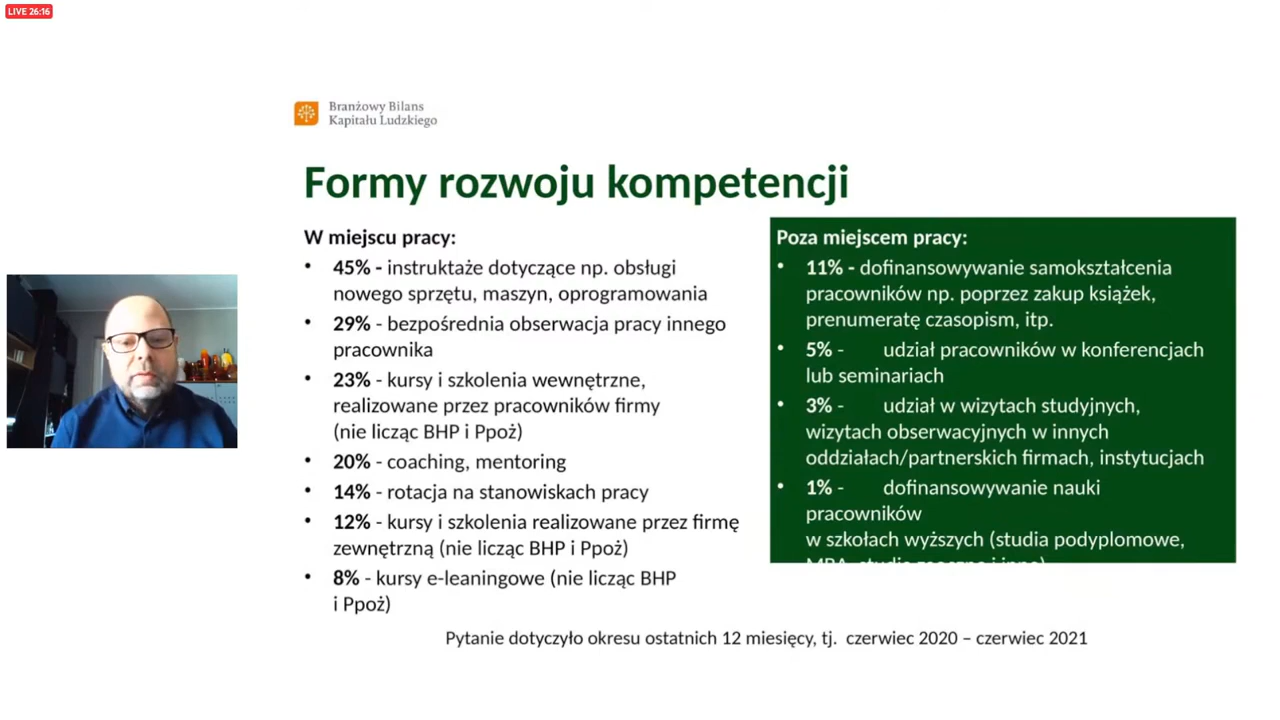 LIVE 26:16
Branżowy Bilans
Kapitału Ludzkiego
Formy rozwoju kompetencji
W miejscu pracy:
• 45% - instruktaże dotyczące np. obsługi
nowego sprzętu, maszyn, oprogramowania
• 29% - bezpośrednia obserwacja pracy innego
pracownika
• 23% - kursy i szkolenia wewnętrzne,
realizowane przez pracowników firmy
(nie licząc BHP i Ppoż)
• 20% - coaching, mentoring
• 14% - rotacja na stanowiskach pracy
• 12% - kursy i szkolenia realizowane przez firmę
zewnętrzną (nie licząc BHP i Ppoż)
• 8% - kursy e-leaningowe (nie licząc BHP
i Ppoż)
Poza miejscem pracy:
• 11% - dofinansowywanie samokształcenia
pracowników np. poprzez zakup książek,
prenumeratę czasopism, itp.
• 5% - udział pracowników w konferencjach
lub seminariach
• 3% - udział w wizytach studyjnych,
wizytach obserwacyjnych w innych
oddziałach/partnerskich firmach, instytucjach
• 1% - dofinansowywanie nauki
pracowników
w szkołach wyższych (studia podyplomowe,
MBA, studia zaoczne i inne)
Pytanie dotyczyło okresu ostatnich 12 miesięcy, tj. czerwiec 2020 – czerwiec 2021